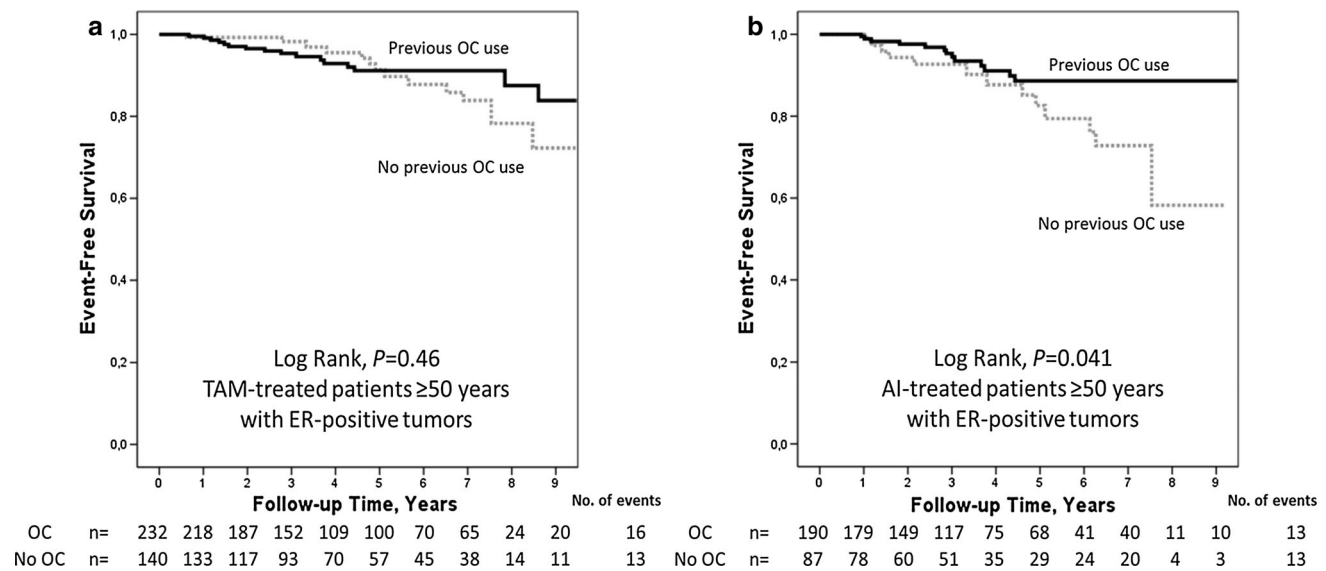 a
Event-Free Survival
1,0
0,8
0,6
0,4
0,2
0,0
Previous OC use
No previous OC use
Log Rank, P=0.46
TAM-treated patients ≥50 years
with ER-positive tumors
0 1 2 3 4 5 6 7 8 9
Follow-up Time, Years
No. of events
OC n= 232 218 187 152 109 100 70 65 24 20 16
No OC n= 140 133 117 93 70 57 45 38 14 11 13
b
Event-Free Survival
1,0
0,8
0,6
0,4
0,2
0,0
Previous OC use
No previous OC use
Log Rank, P=0.041
AI-treated patients ≥50 years
with ER-positive tumors
0 1 2 3 4 5 6 7 8 9
Follow-up Time, Years
No. of events
OC n= 190 179 149 117 75 68 41 40 11 10 13
No OC n= 87 78 60 51 35 29 24 20 4 3 13